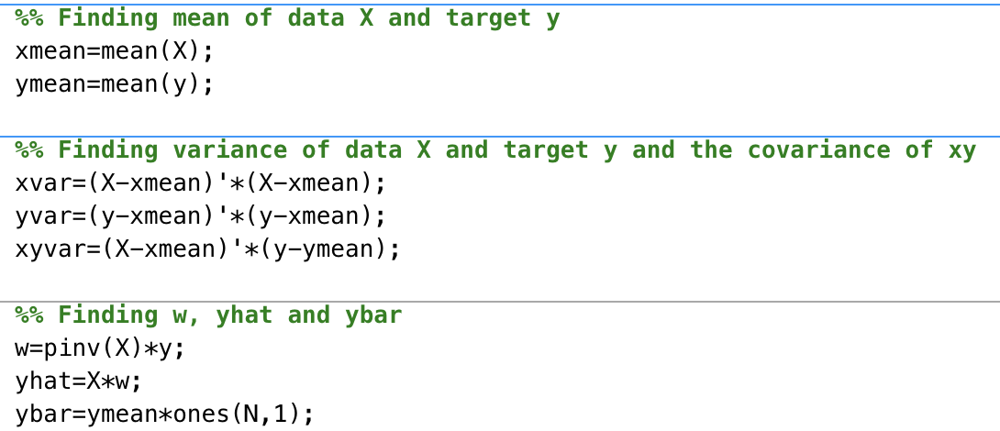 %% Finding mean of data X and target y
xmean=mean(X);
ymean=mean(y);
%% Finding variance of data X and target y and the covariance of xy
xvar=(X-xmean)'*(X-xmean);
yvar=(y-xmean)'*(y-xmean);
xyvar=(X-xmean)'*(y-ymean);
%% Finding w, yhat and ybar
w=pinv(X)*y;
yhat=X*w;
ybar=ymean*ones(N,1);